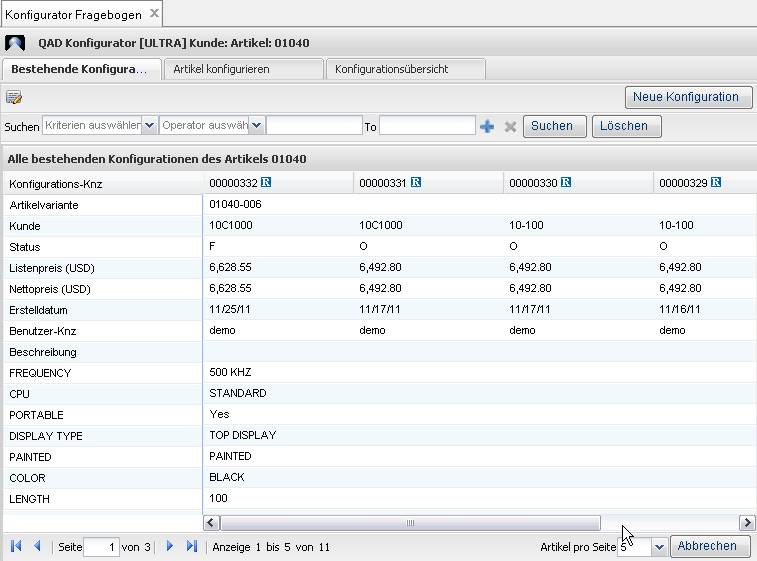 Konfigurator Fragebogen
QAD Konfigurator [ULTRA] Kunde: Artikel: 01040
Bestehende Konfigura... Artikel konfigurieren Konfigurationsübersicht
Neue Konfiguration
Suchen Kriterien auswählen Operator auswäh To Suchen Löschen
Alle bestehenden Konfigurationen des Artikels 01040
Konfigurations-Knz 00000332 R 00000331 R 00000330 R 00000329 R
Artikelvariante 01040-006
Kunde 10C1000 10C1000 10-100 10-100
Status F O O O
Listenpreis (USD) 6,628.55 6,492.80 6,492.80 6,492.80
Nettopreis (USD) 6,628.55 6,492.80 6,492.80 6,492.80
Erstelldatum 11/25/11 11/17/11 11/17/11 11/16/11
Benutzer-Knz demo demo demo demo
Beschreibung
FREQUENCY 500 KHZ
CPU STANDARD
PORTABLE Yes
DISPLAY TYPE TOP DISPLAY
PAINTED PAINTED
COLOR BLACK
LENGTH 100
Seite 1 von 3 Anzeige 1 bis 5 von 11 Artikel pro Seite 5 Abbrechen